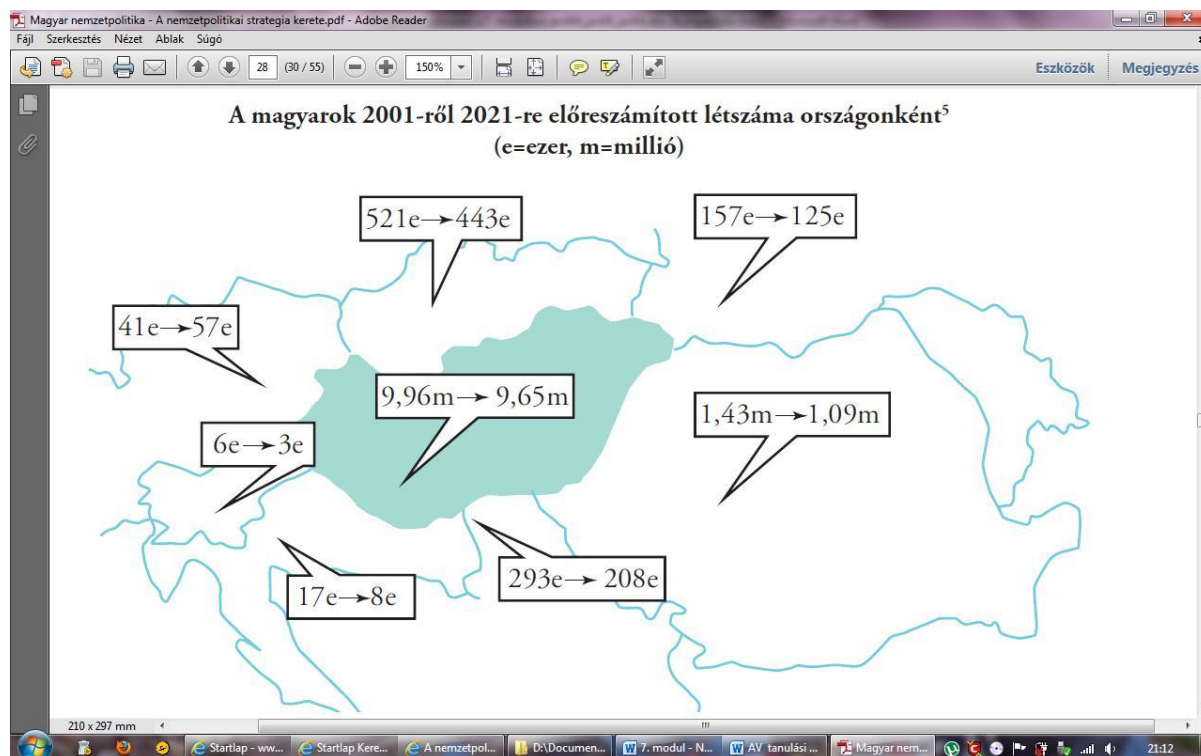 Magyar nemzetpolitika - A nemzetpolitikai strategia kerete.pdf - Adobe Reader
Fájl Szerkesztés Nézet Ablak Súgó
28 (30 / 55) 150% Eszközök Megjegyzés
A magyarok 2001-ről 2021-re előreszámított létszáma országonként5
(e=ezer, m=millió)
521e→443e
157e→125e
41e→57e
9,96m→9,65m
1,43m→1,09m
6e→3e
293e→208e
17e→8e
210 x 297 mm
Startlap - ww... Startlap Kere... A nemzetpol... D:\Documen... 7. modul - N... AV tanulási ... Magyar nem... 21:12